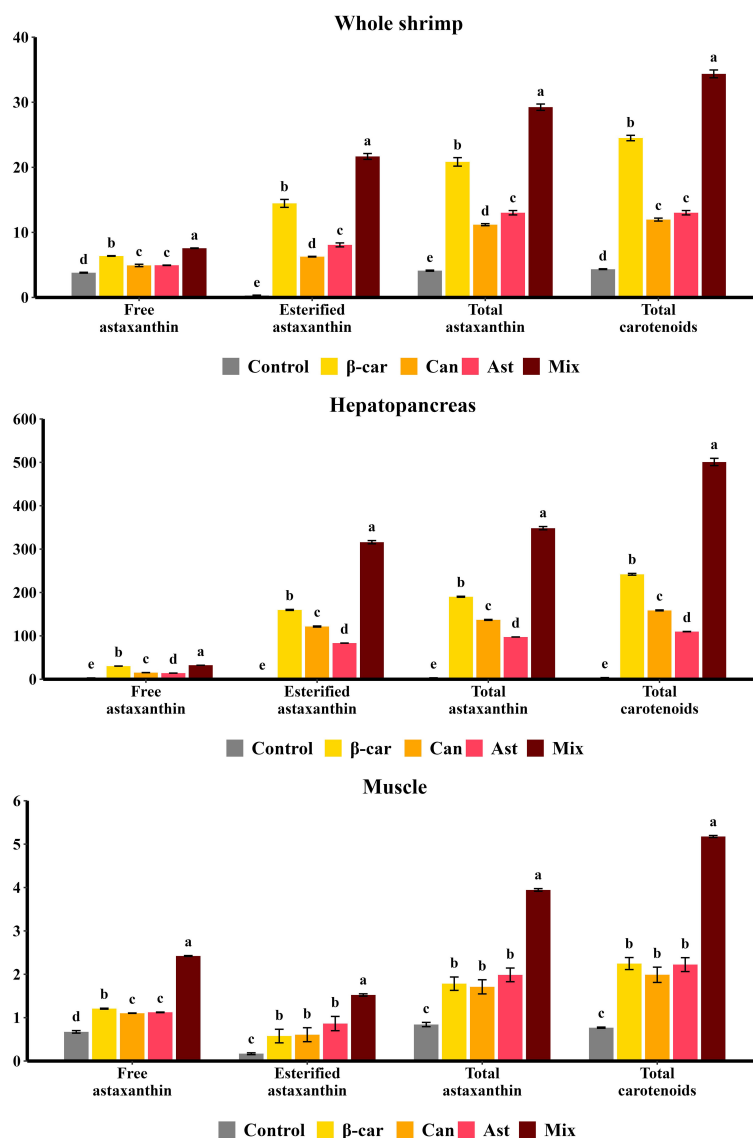 Whole shrimp
40
30
20
10
0
d b c c a
e b d c a
e b d c a
d b c c a
Free astaxanthin
Esterified astaxanthin
Total astaxanthin
Total carotenoids
Control β-car Can Ast Mix
Hepatopancreas
600
500
400
300
200
100
0
e b c d a
e b c d a
e b c d a
e b c d a
Free astaxanthin
Esterified astaxanthin
Total astaxanthin
Total carotenoids
Control β-car Can Ast Mix
Muscle
6
5
4
3
2
1
0
d b c c a
c b b b a
c b b b a
c b b b a
Free astaxanthin
Esterified astaxanthin
Total astaxanthin
Total carotenoids
Control β-car Can Ast Mix